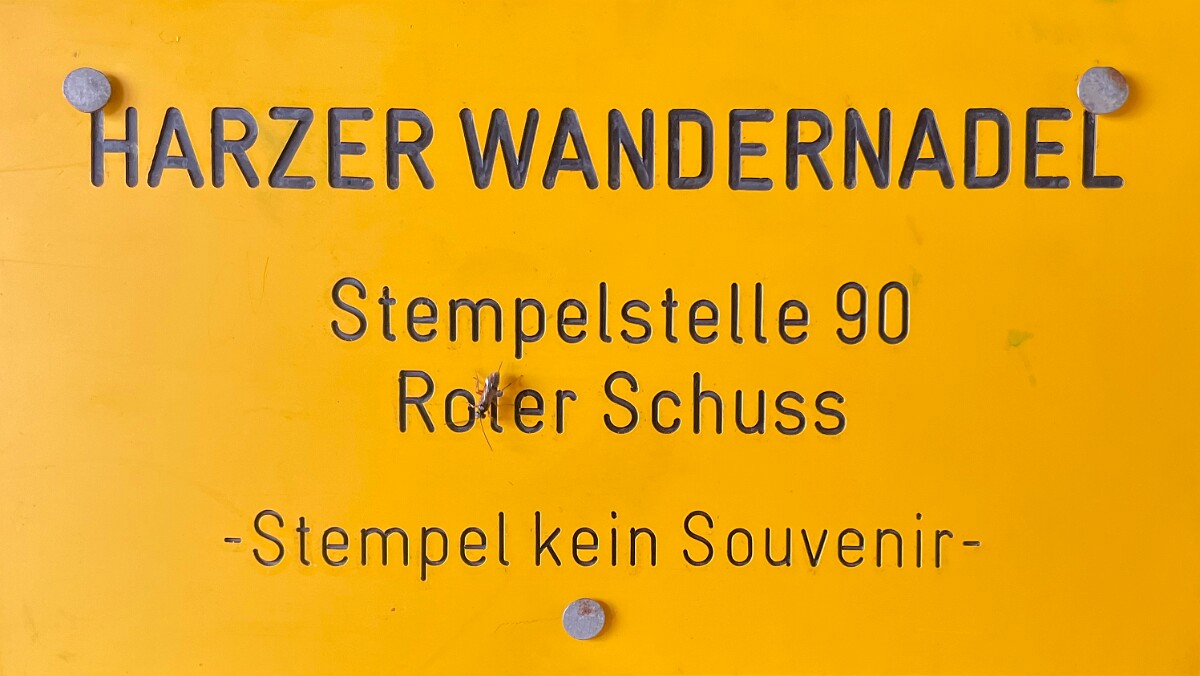 HARZER WANDERNADEL
Stempelstelle 90
Roter Schuss
-Stempel kein Souvenir-